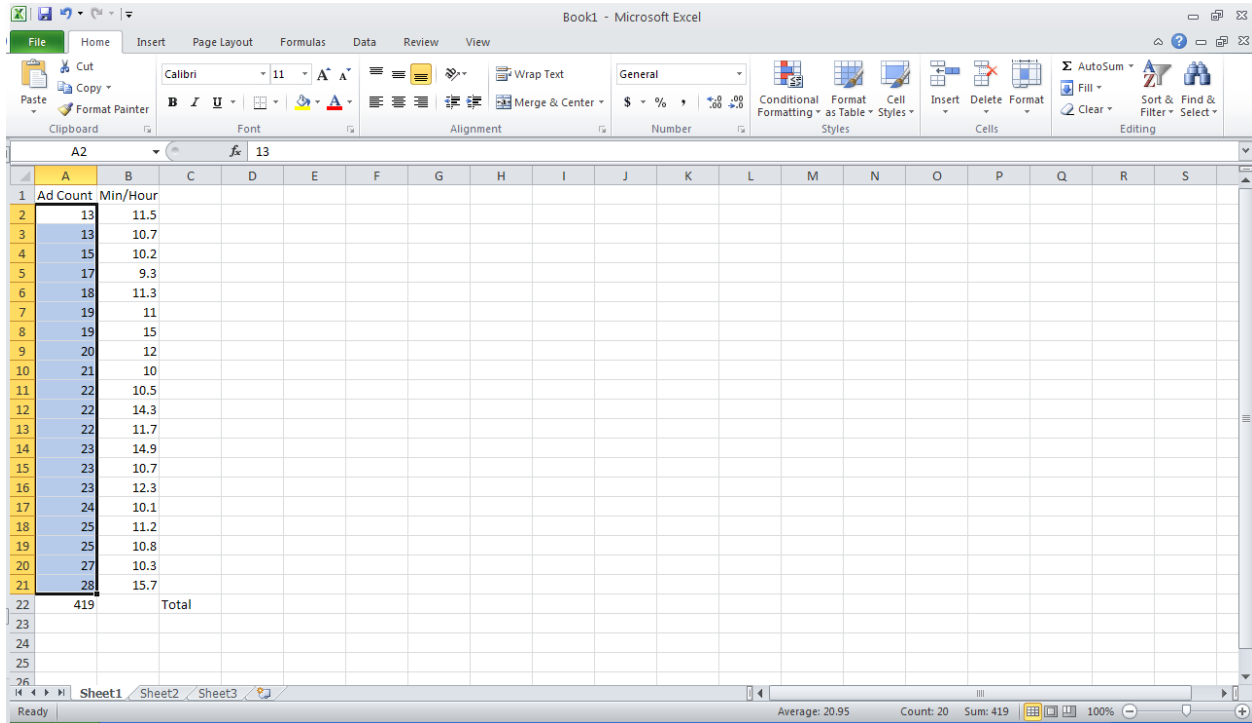 Book1 - Microsoft Excel
File Home Insert Page Layout Formulas Data Review View
Paste
Cut
Copy
Format Painter
Clipboard
Calibri 11 A A
B I U A
Font
Wrap Text
Merge & Center
Alignment
General
$ % , .0 .00 .00 .0
Number
Conditional Formatting
Format as Table
Cell Styles
Styles
Insert Delete Format
Cells
Σ AutoSum
Fill
Clear
Sort & Filter
Find & Select
Editing
A2 fx 13
A B C D E F G H I J K L M N O P Q R S
1 Ad Count Min/Hour
2 13 11.5
3 13 10.7
4 15 10.2
5 17 9.3
6 18 11.3
7 19 11
8 19 15
9 20 12
10 21 10
11 22 10.5
12 22 14.3
13 22 11.7
14 23 14.9
15 23 10.7
16 23 12.3
17 24 10.1
18 25 11.2
19 25 10.8
20 27 10.3
21 28 15.7
22 419 Total
23
24
25
26
Sheet1 Sheet2 Sheet3
Ready Average: 20.95 Count: 20 Sum: 419 100%